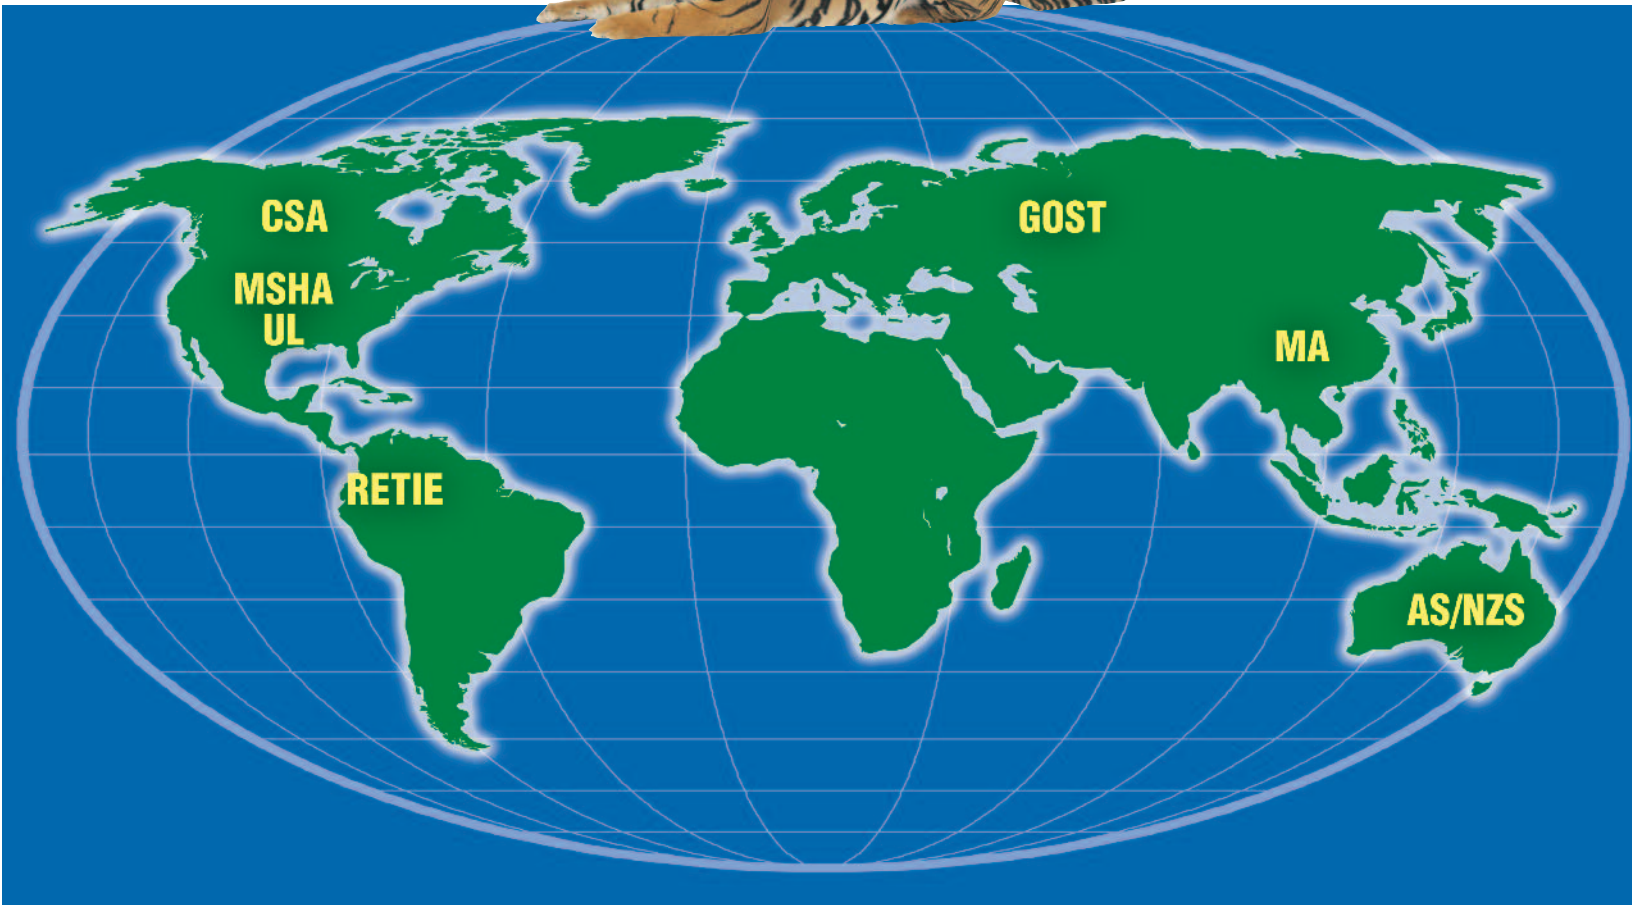 CSA
GOST
MSHA
UL
MA
RETIE
AS/NZS